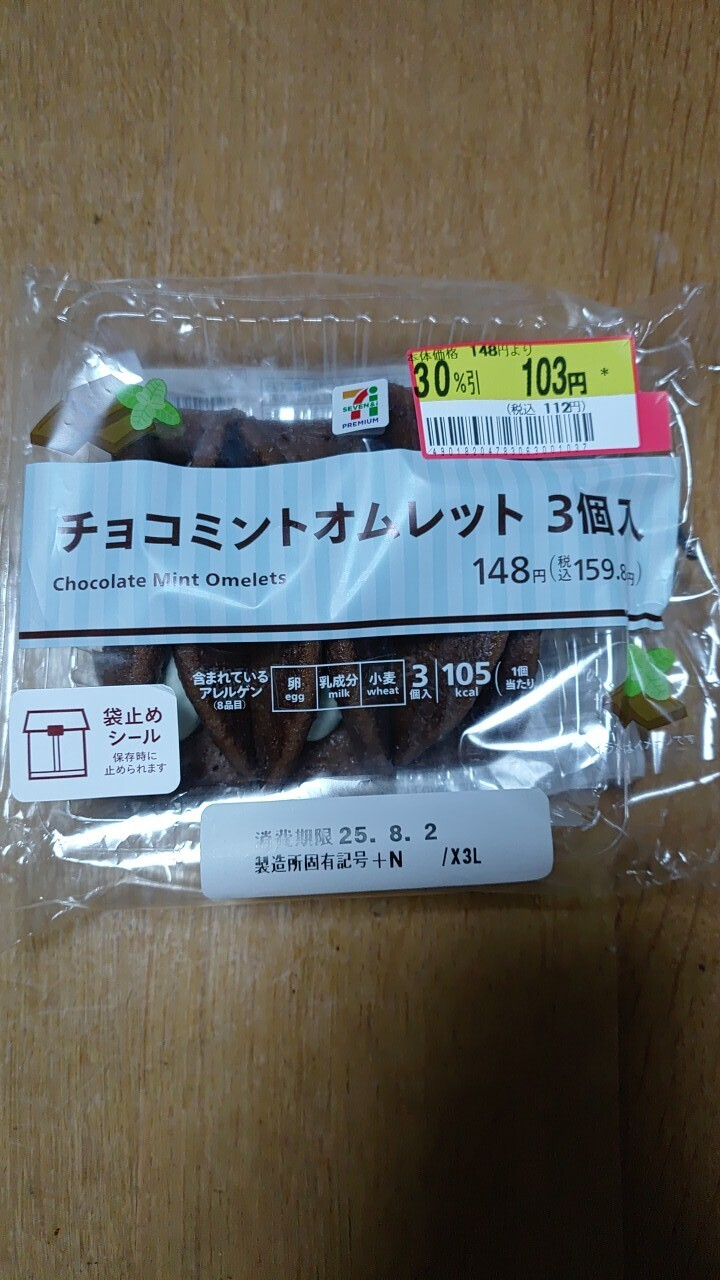 本体価格 148円より
30%引 103円 *
(税込 112円)
SEVEN&i
PREMIUM
チョコミントオムレット 3個入
Chocolate Mint Omelets
148円(税込159.8円)
含まれている
アレルゲン
(8品目)
卵
egg
乳成分
milk
小麦
wheat
3
個入
105
kcal
1個
当たり
袋止め
シール
保存時に
止められます
消費期限 25. 8. 2
製造所固有記号+N /X3L